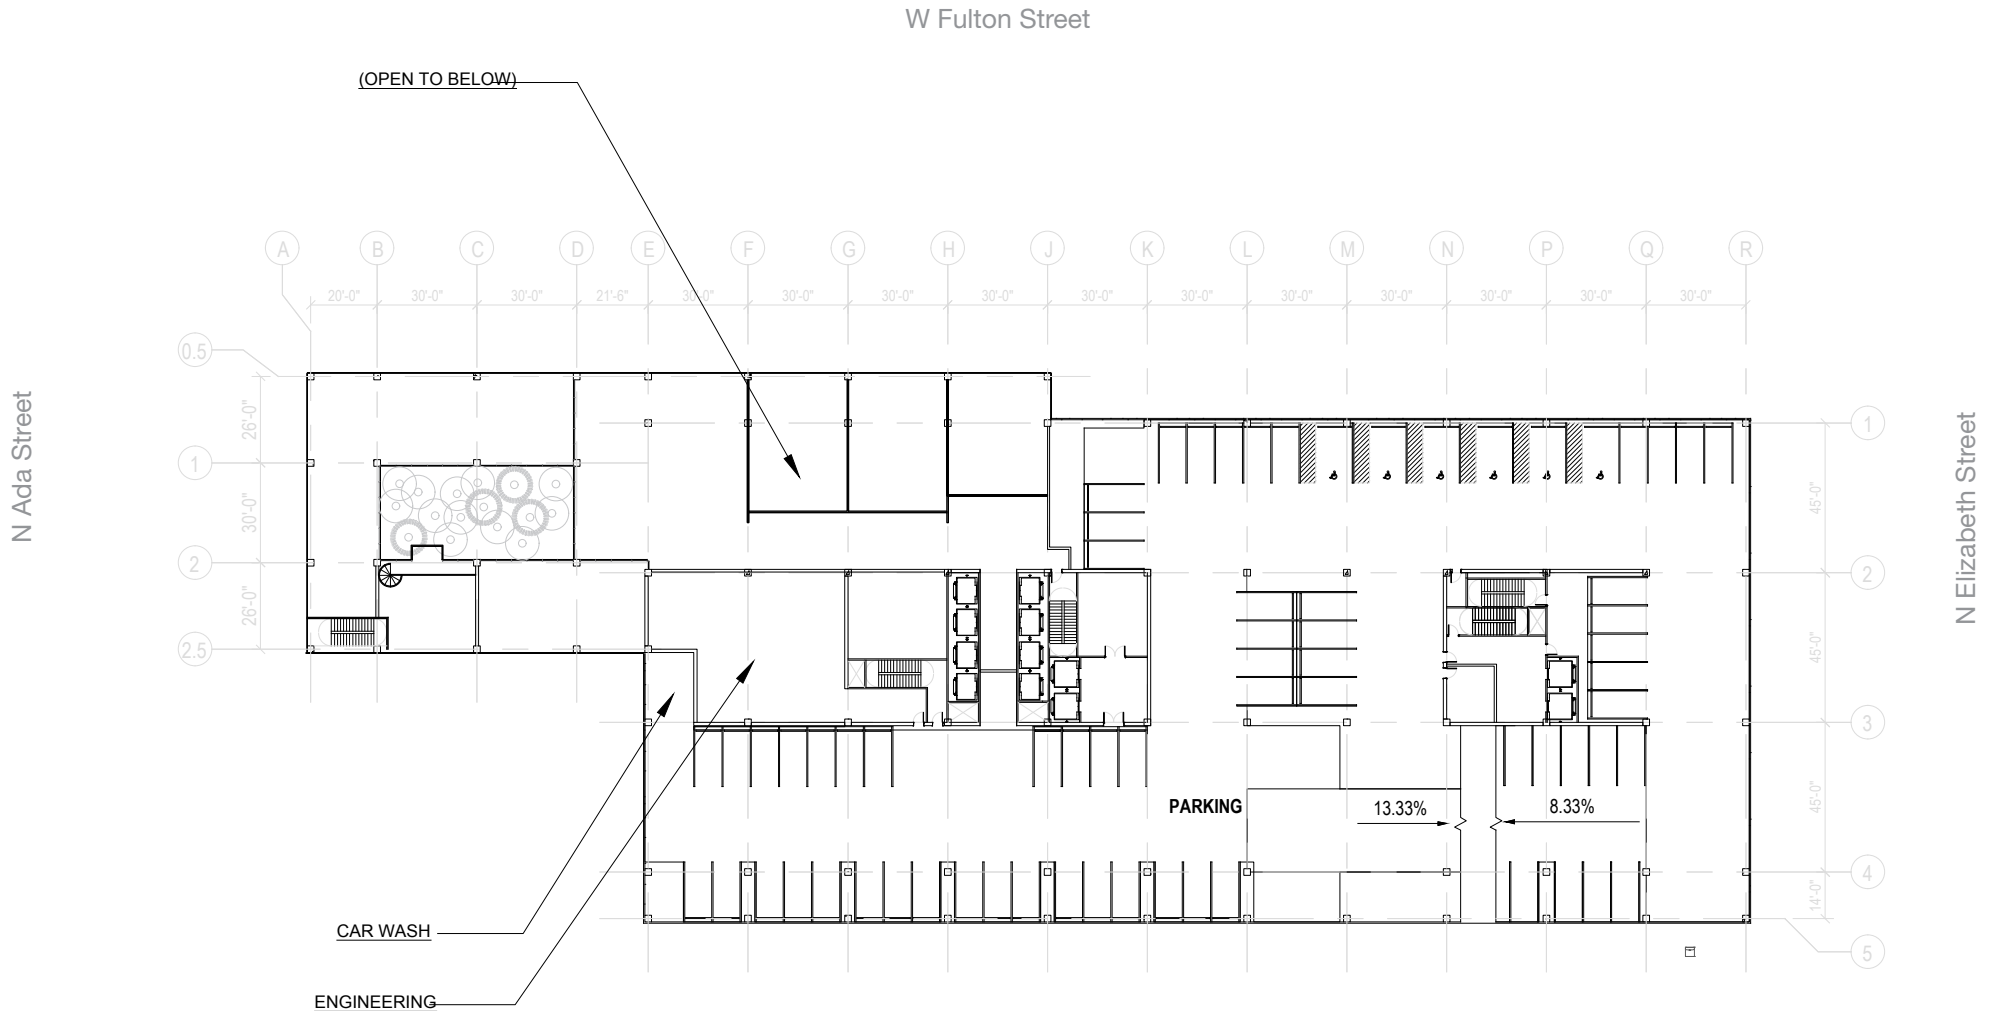 W Fulton Street
(OPEN TO BELOW)
A B C D E F G H J K L M N P Q R
20'-0" 30'-0" 30'-0" 21'-6" 30'-0" 30'-0" 30'-0" 30'-0" 30'-0" 30'-0" 30'-0" 30'-0" 30'-0" 30'-0" 30'-0"
0.5
26'-0"
1
30'-0"
2
26'-0"
2.5
N Ada Street
1
45'-0"
2
45'-0"
3
45'-0"
4
14'-0"
5
N Elizabeth Street
PARKING
13.33%
8.33%
CAR WASH
ENGINEERING